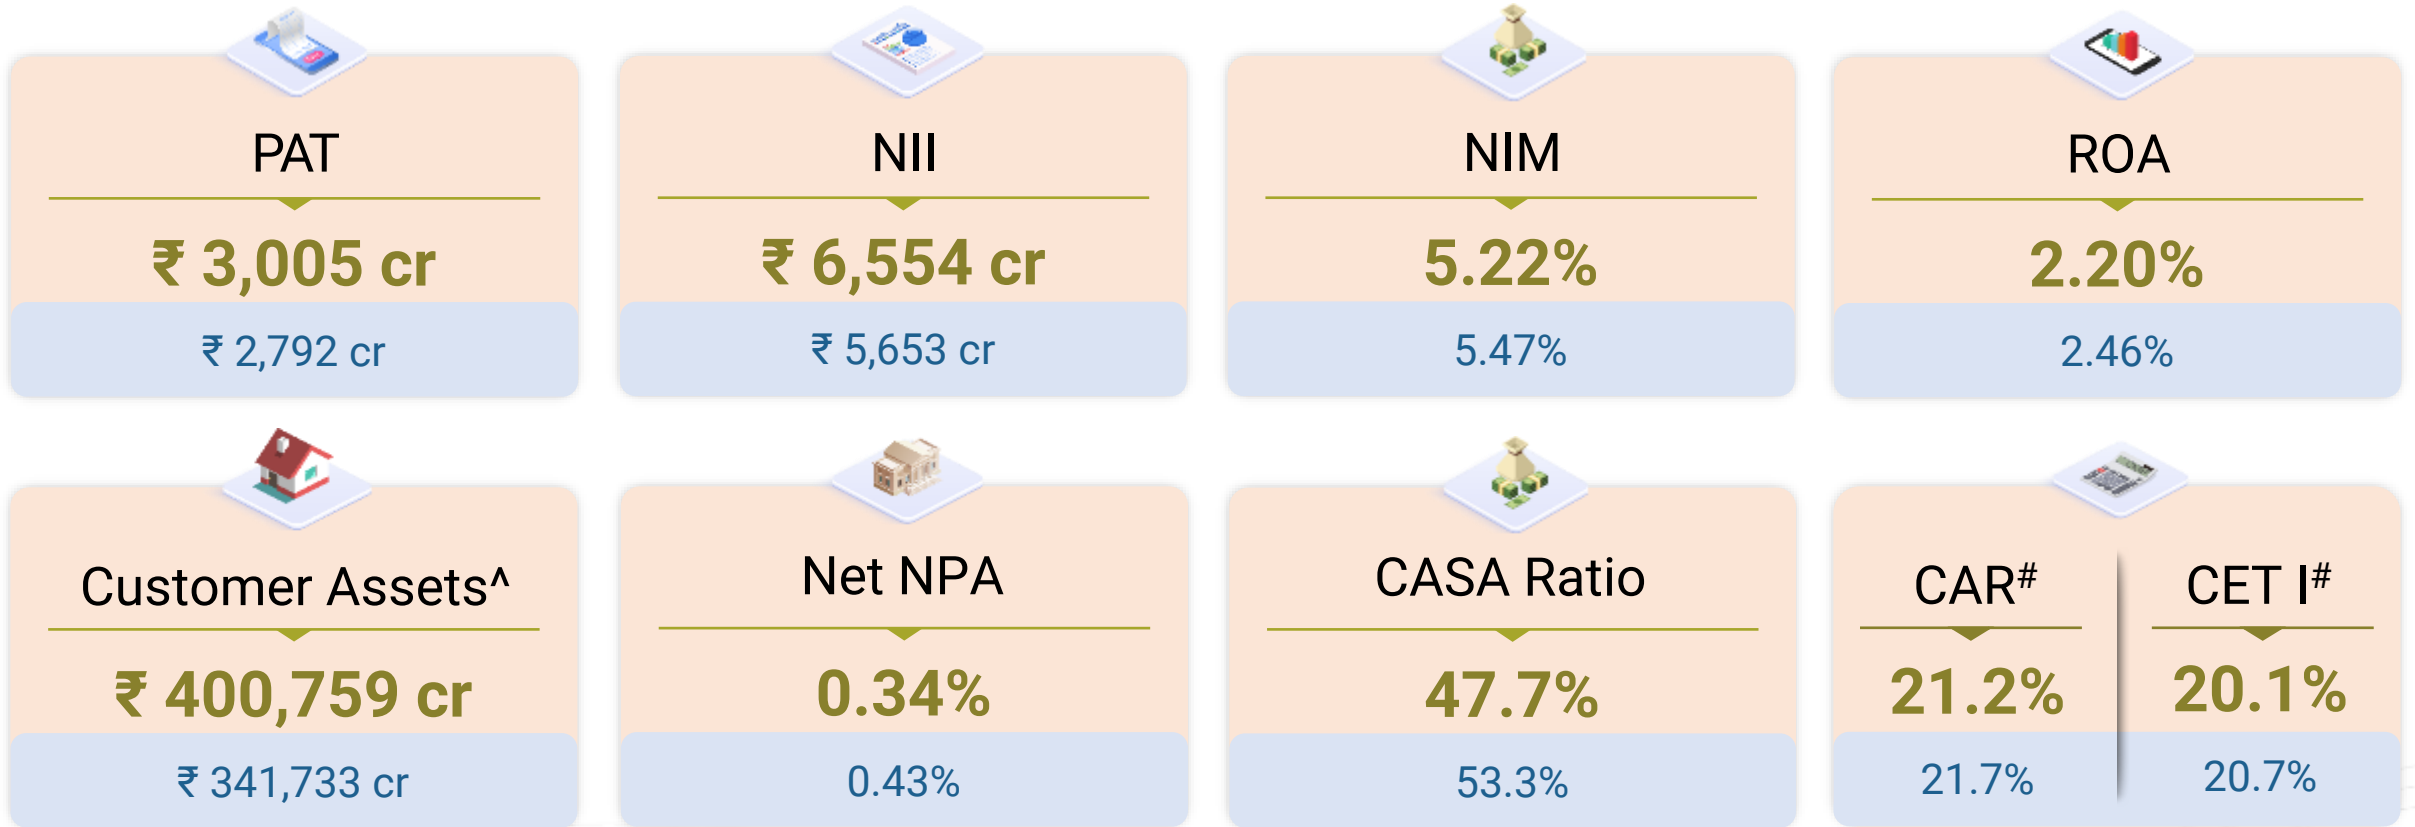 PAT
₹ 3,005 cr
₹ 2,792 cr
NII
₹ 6,554 cr
₹ 5,653 cr
NIM
5.22%
5.47%
ROA
2.20%
2.46%
Customer Assets^
₹ 400,759 cr
₹ 341,733 cr
Net NPA
0.34%
0.43%
CASA Ratio
47.7%
53.3%
CAR#
21.2%
21.7%
CET I#
20.1%
20.7%